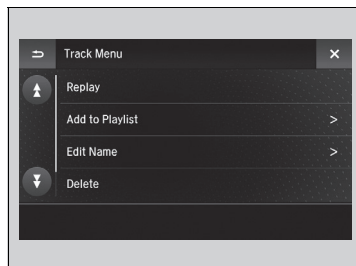 Track Menu
Replay
Add to Playlist >
Edit Name >
Delete